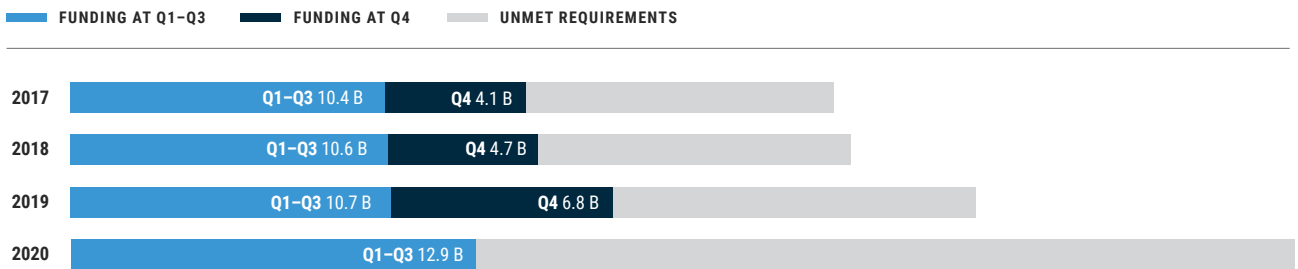 FUNDING AT Q1–Q3 FUNDING AT Q4 UNMET REQUIREMENTS
2017 Q1–Q3 10.4 B Q4 4.1 B
2018 Q1–Q3 10.6 B Q4 4.7 B
2019 Q1–Q3 10.7 B Q4 6.8 B
2020 Q1–Q3 12.9 B